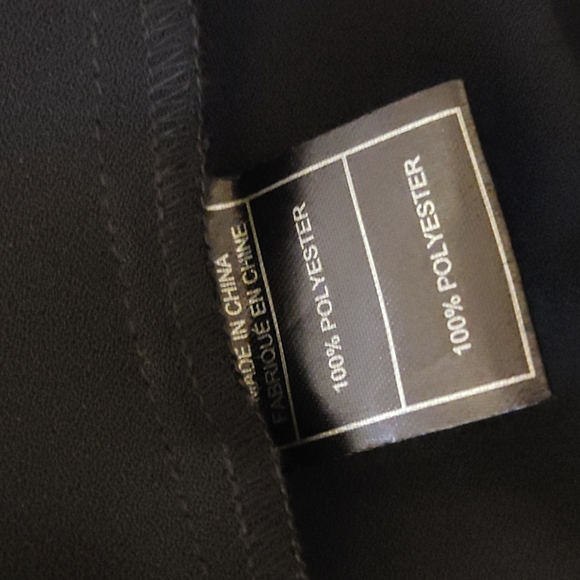 MADE IN CHINA
FABRIQUÉ EN CHINE
100% POLYESTER
100% POLYESTER